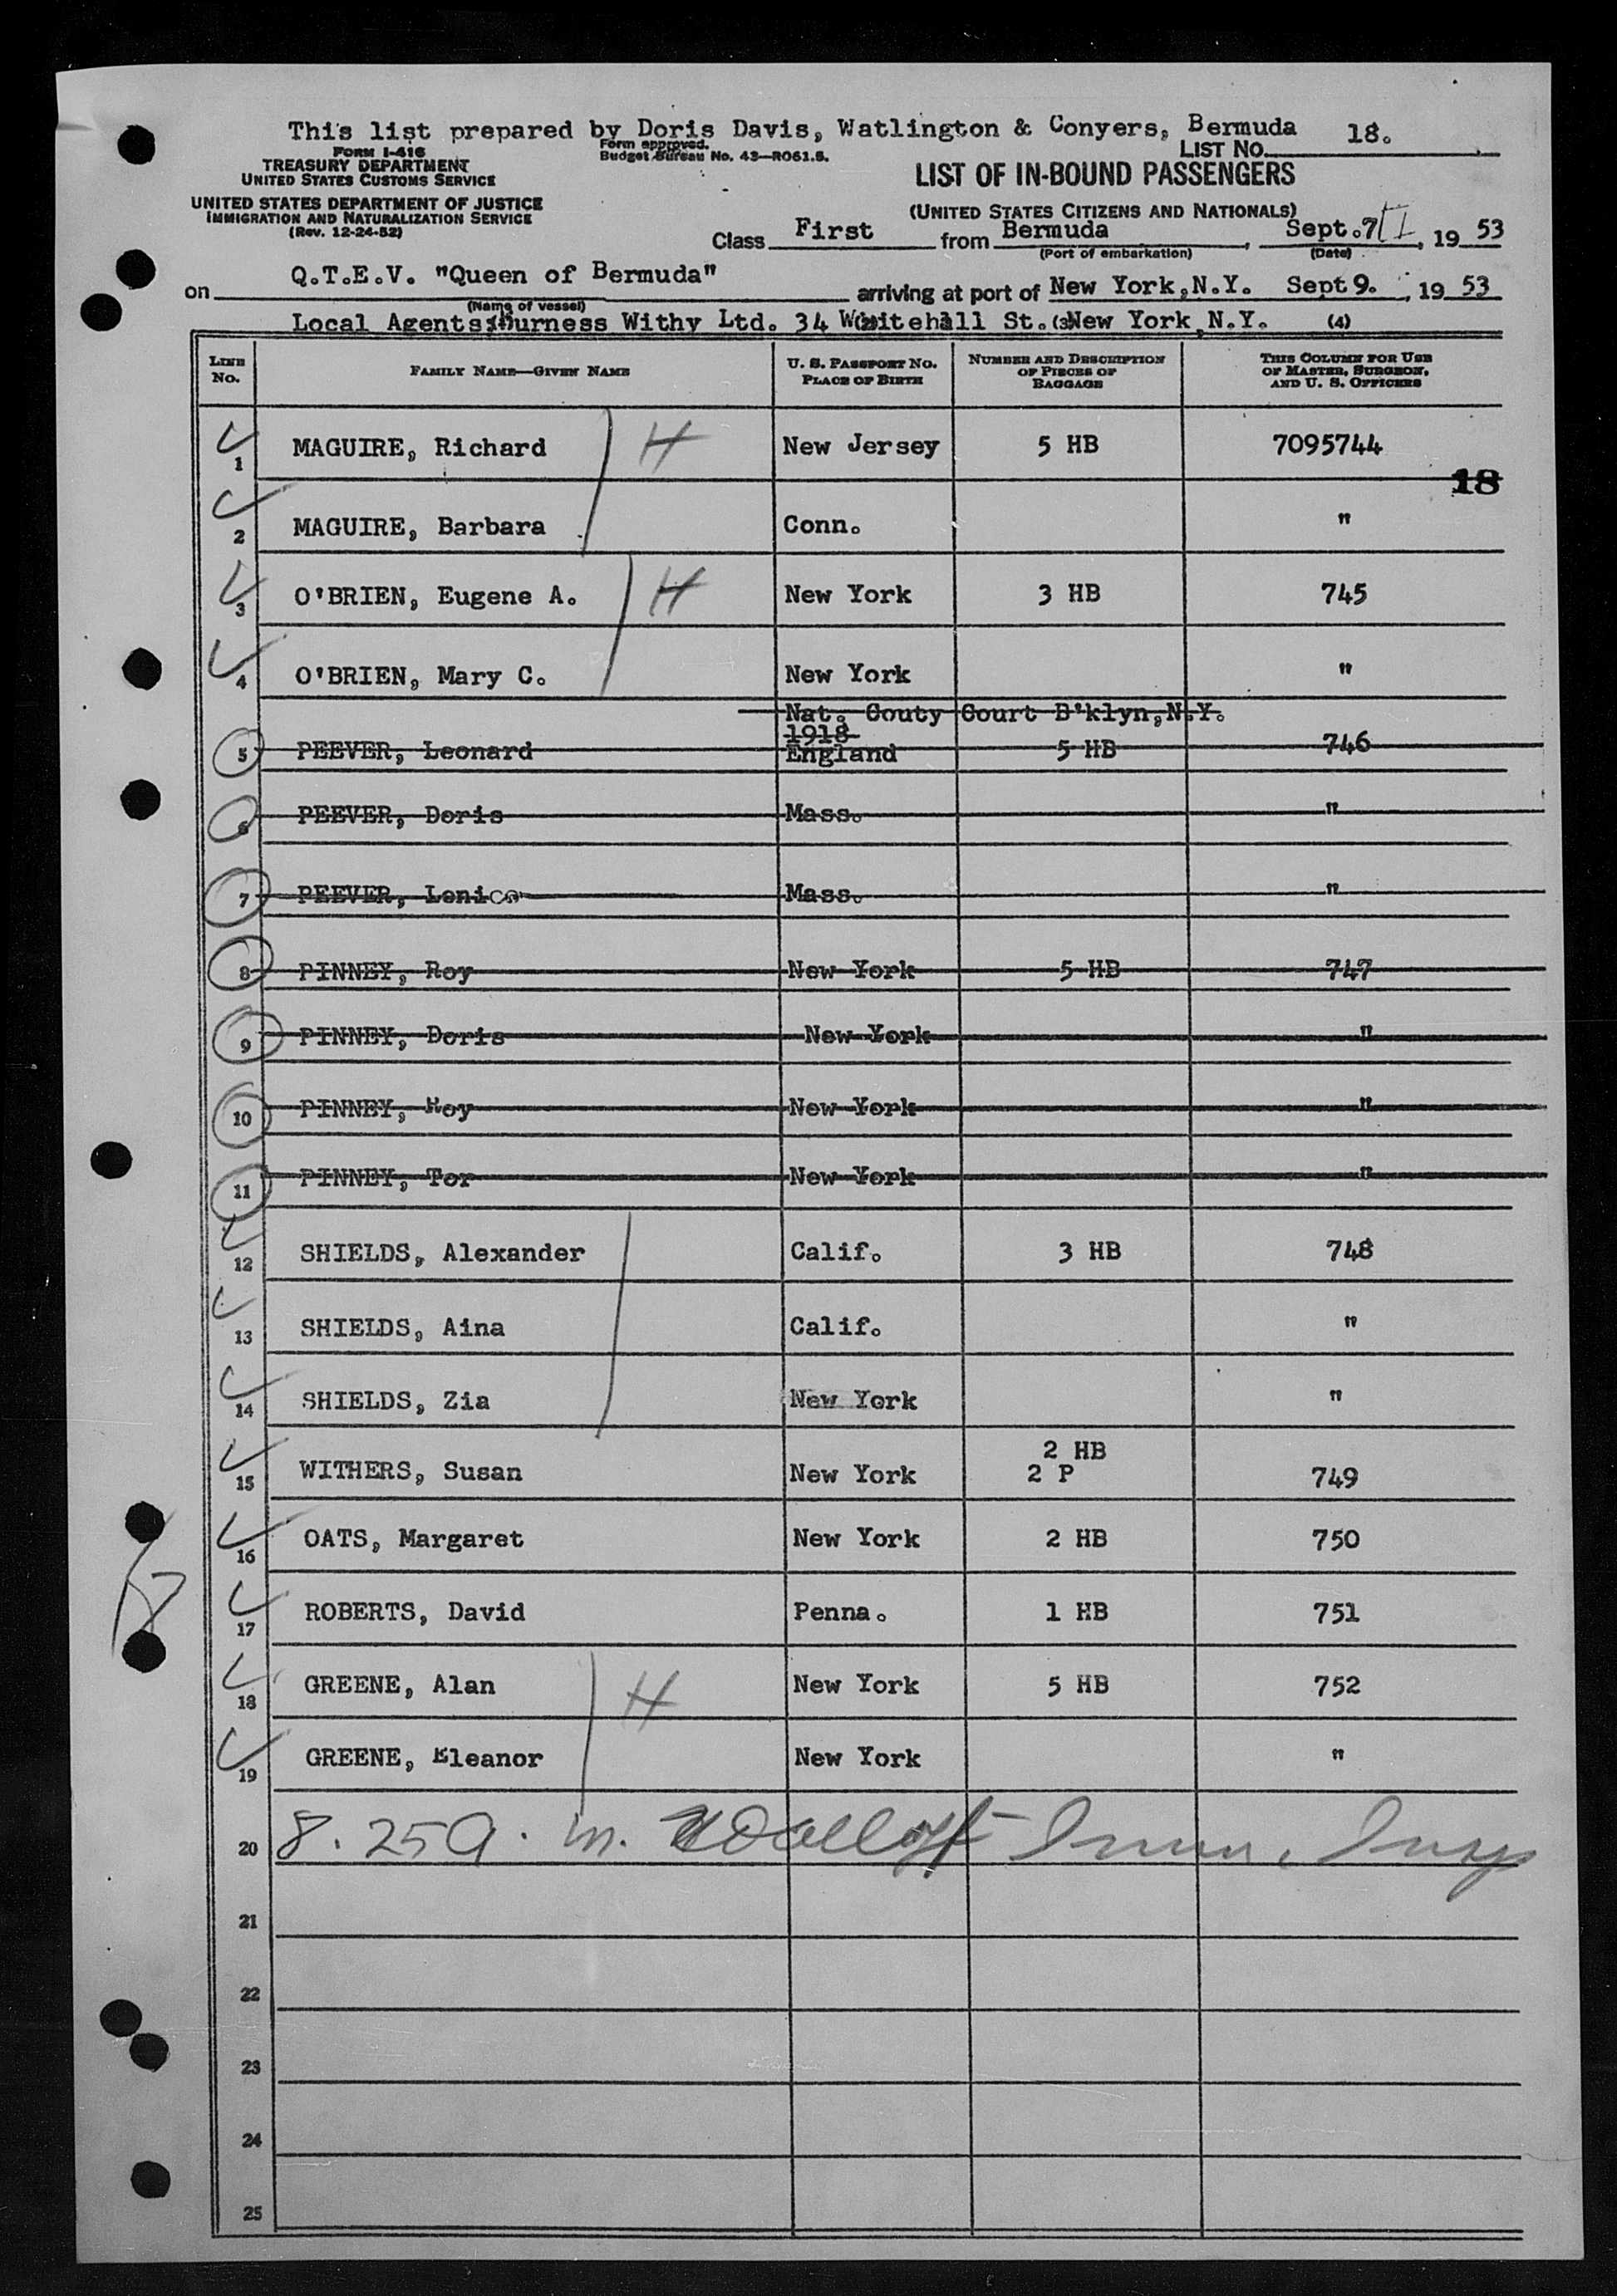 This list prepared by Doris Davis, Watlington & Conyers, Bermuda 18.
FORM I-416 Form approved. LIST NO.
TREASURY DEPARTMENT Budget Bureau No. 43—RO61.5.
UNITED STATES CUSTOMS SERVICE LIST OF IN-BOUND PASSENGERS
UNITED STATES DEPARTMENT OF JUSTICE
IMMIGRATION AND NATURALIZATION SERVICE (UNITED STATES CITIZENS AND NATIONALS)
(Rev. 12-24-52)
Class First from Bermuda , Sept.7 , 19 53
(Port of embarkation) (Date)
on Q.T.E.V. "Queen of Bermuda" arriving at port of New York,N.Y. Sept 9. , 19 53
(Name of vessel)
Local Agents: Furness Withy Ltd. 34 Whitehall St. (3) New York,N.Y. (4)
LINE No. FAMILY NAME—GIVEN NAME U. S. PASSPORT NO. PLACE OF BIRTH NUMBER AND DESCRIPTION OF PIECES OF BAGGAGE THIS COLUMN FOR USE OF MASTER, SURGEON, AND U. S. OFFICERS
1 MAGUIRE, Richard H New Jersey 5 HB 7095744
18
2 MAGUIRE, Barbara Conn. "
3 O'BRIEN, Eugene A. H New York 3 HB 745
4 O'BRIEN, Mary C. New York "
Nat. Couty Court B'klyn,N.Y.
1918
5 PEEVER, Leonard England 5 HB 746
6 PEEVER, Doris Mass. "
7 PEEVER, Mass. "
8 PINNEY, Roy New York 5 HB 747
9 PINNEY, Doris New York "
10 PINNEY, Roy New York "
11 PINNEY, Tor New York "
12 SHIELDS, Alexander Calif. 3 HB 748
13 SHIELDS, Aina Calif. "
14 SHIELDS, Zia New York "
2 HB
15 WITHERS, Susan New York 2 P 749
16 OATS, Margaret New York 2 HB 750
17 ROBERTS, David Penna. 1 HB 751
18 GREENE, Alan H New York 5 HB 752
19 GREENE, Eleanor New York "
20 8.25 a.m. Imm. Insp
21
22
23
24
25